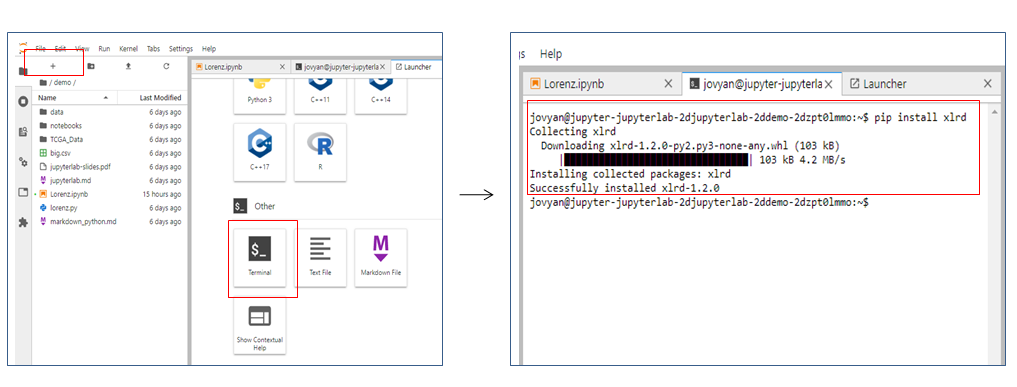 File Edit View Run Kernel Tabs Settings Help
+
Lorenz.ipynb × jovyan@jupyter-jupyterla× Launcher
/ demo /
Name Last Modified
data 6 days ago
notebooks 6 days ago
TCGA_Data 6 days ago
big.csv 6 days ago
jupyterlab-slides.pdf 6 days ago
jupyterlab.md 6 days ago
Lorenz.ipynb 15 hours ago
lorenz.py 6 days ago
markdown_python.md 6 days ago
Python 3 C++11 C++14
C++17 R
$_ Other
$_ M
Terminal Text File Markdown File
Show Contextual
Help
gs Help
Lorenz.ipynb × jovyan@jupyter-jupyterla× Launcher ×
jovyan@jupyter-jupyterlab-2djupyterlab-2ddemo-2dzpt0lmmo:~$ pip install xlrd
Collecting xlrd
Downloading xlrd-1.2.0-py2.py3-none-any.whl (103 kB)
103 kB 4.2 MB/s
Installing collected packages: xlrd
Successfully installed xlrd-1.2.0
jovyan@jupyter-jupyterlab-2djupyterlab-2ddemo-2dzpt0lmmo:~$